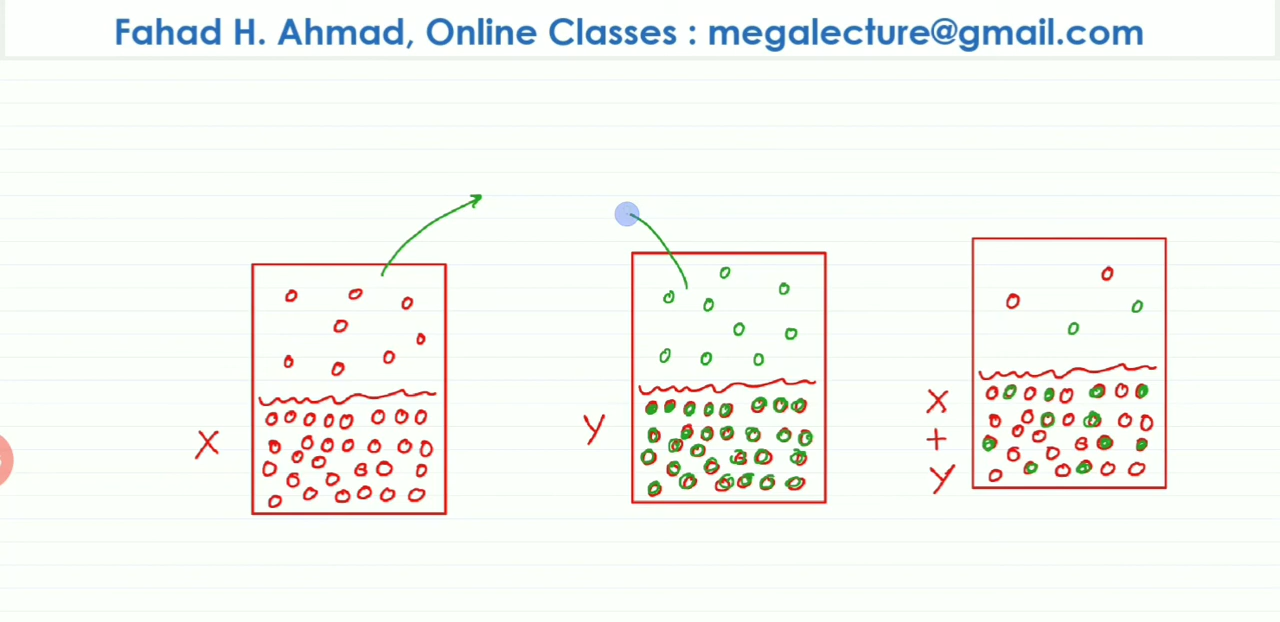 Fahad H. Ahmad, Online Classes : megalecture@gmail.com
X
Y
X
+
Y